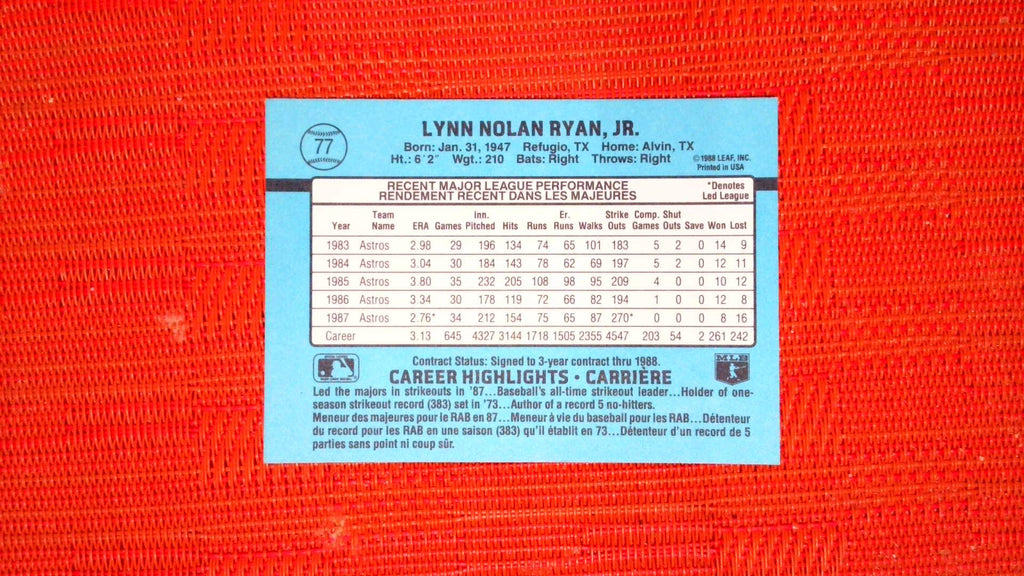 77
LYNN NOLAN RYAN, JR.
Born: Jan. 31, 1947 Refugio, TX Home: Alvin, TX
Ht.: 6'2" Wgt.: 210 Bats: Right Throws: Right
©1988 LEAF, INC.
Printed in USA
RECENT MAJOR LEAGUE PERFORMANCE
RENDEMENT RÉCENT DANS LES MAJEURES
*Denotes
Led League
Year Team Name ERA Games Inn. Pitched Hits Runs Er. Runs Walks Strike Outs Comp. Games Shut Outs Save Won Lost
1983 Astros 2.98 29 196 134 74 65 101 183 5 2 0 14 9
1984 Astros 3.04 30 184 143 78 62 69 197 5 2 0 12 11
1985 Astros 3.80 35 232 205 108 98 95 209 4 0 0 10 12
1986 Astros 3.34 30 178 119 72 66 82 194 1 0 0 12 8
1987 Astros 2.76* 34 212 154 75 65 87 270* 0 0 0 8 16
Career 3.13 645 4327 3144 1718 1505 2355 4547 203 54 2 261 242
Contract Status: Signed to 3-year contract thru 1988.
MLB
CAREER HIGHLIGHTS • CARRIÈRE
Led the majors in strikeouts in '87...Baseball's all-time strikeout leader...Holder of one-
season strikeout record (383) set in '73...Author of a record 5 no-hitters.
Meneur des majeures pour le RAB en 87...Meneur à vie du baseball pour les RAB...Détenteur
du record pour les RAB en une saison (383) qu'il établit en 73...Détenteur d'un record de 5
parties sans point ni coup sûr.